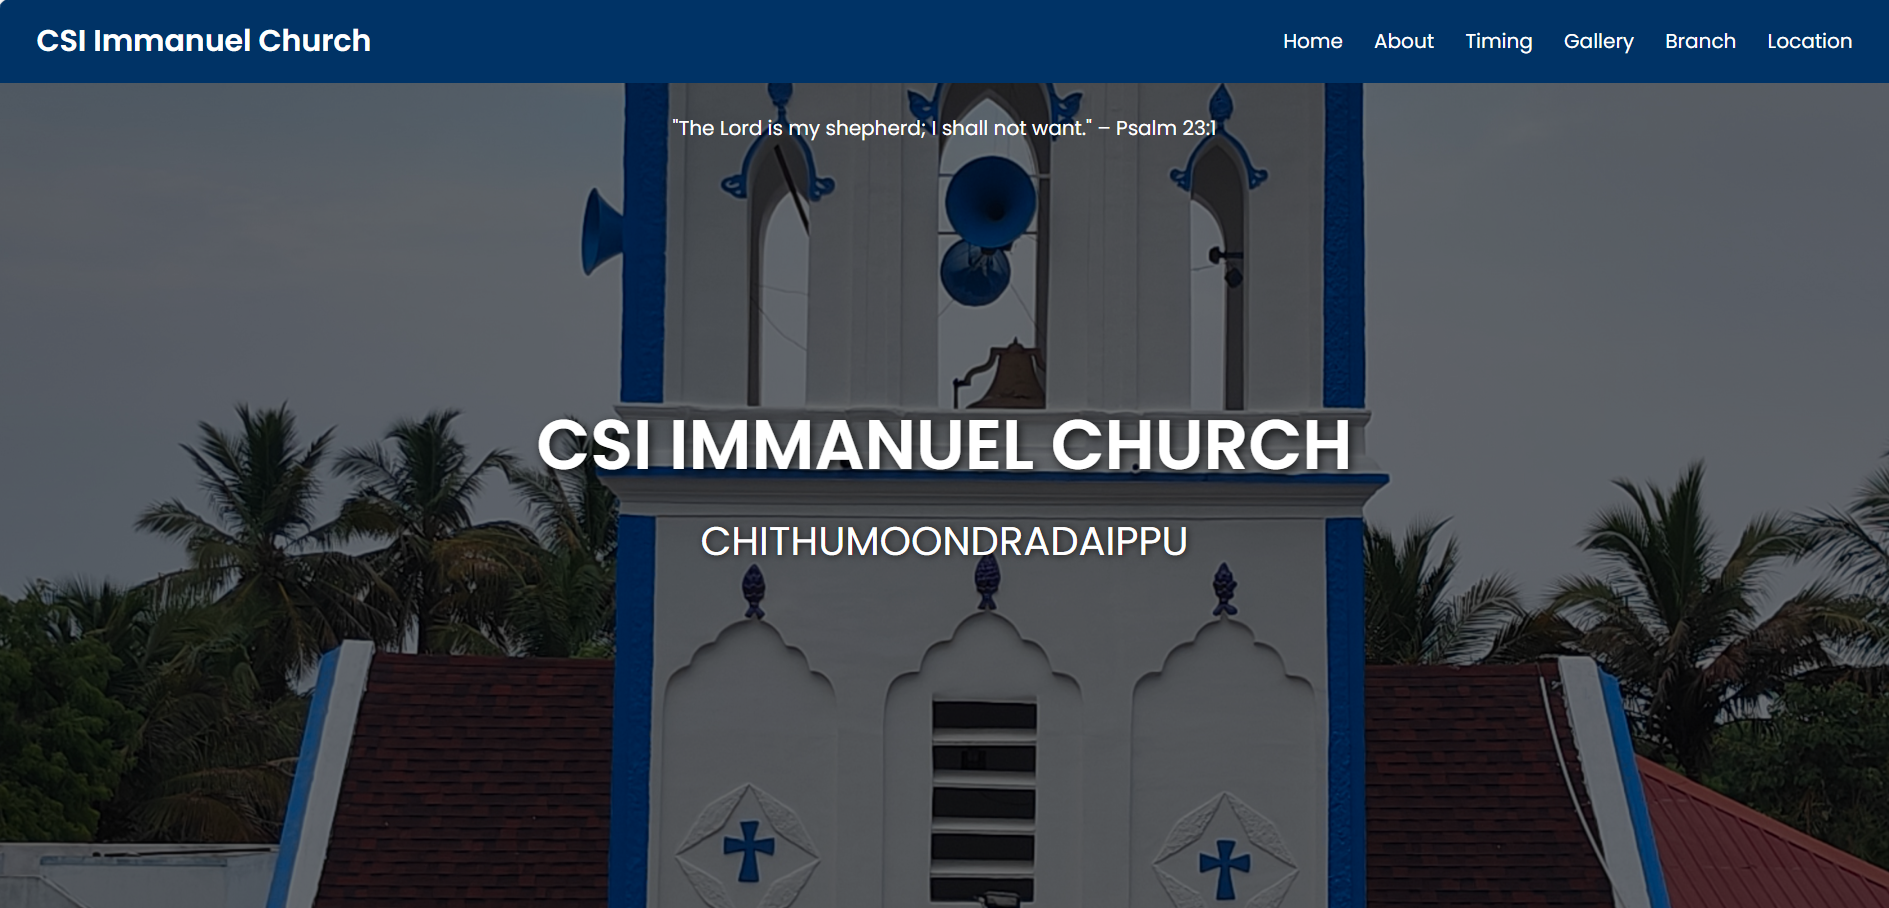 CSI Immanuel Church
Home About Timing Gallery Branch Location
"The Lord is my shepherd; I shall not want." – Psalm 23:1
CSI IMMANUEL CHURCH
CHITHUMOONDRADAIPPU